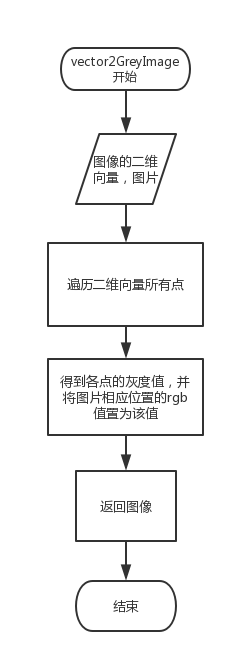 vector2GreyImage
开始
图像的二维
向量，图片
遍历二维向量所有点
得到各点的灰度值，并
将图片相应位置的rgb
值置为该值
返回图像
结束